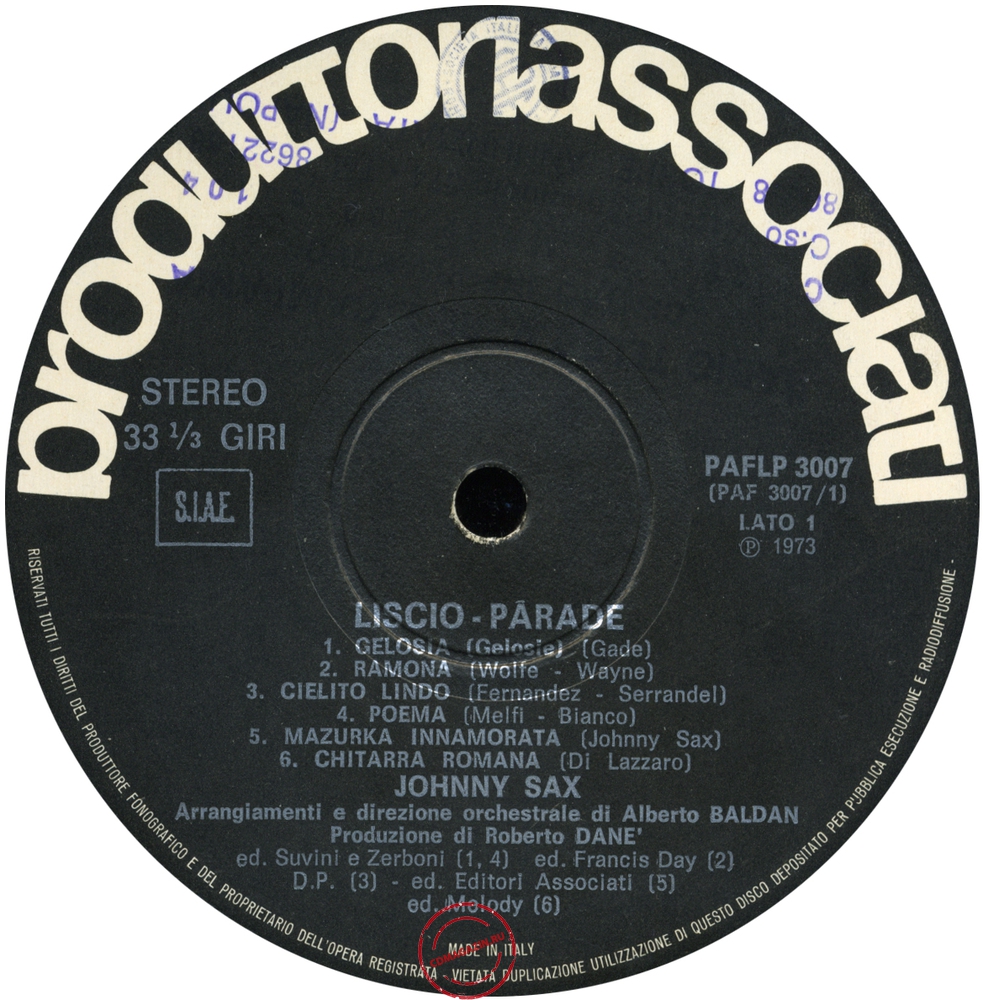 produttoriassociati
STEREO
33 ⅓ GIRI
S.I.A.E.
PAFLP 3007
(PAF 3007/1)
LATO 1
Ⓟ 1973
LISCIO - PARADE
1. GELOSIA (Gelosie) (Gade)
2. RAMONA (Wolfe - Wayne)
3. CIELITO LINDO (Fernandez - Serrandel)
4. POEMA (Melfi - Bianco)
5. MAZURKA INNAMORATA (Johnny Sax)
6. CHITARRA ROMANA (Di Lazzaro)
JOHNNY SAX
Arrangiamenti e direzione orchestrale di Alberto BALDAN
Produzione di Roberto DANE'
ed. Suvini e Zerboni (1, 4) ed. Francis Day (2)
D.P. (3) - ed. Editori Associati (5)
ed. Melody (6)
MADE IN ITALY
RISERVATI TUTTI I DIRITTI DEL PRODUTTORE FONOGRAFICO E DEL PROPRIETARIO DELL'OPERA REGISTRATA - VIETATA DUPLICAZIONE UTILIZZAZIONE DI QUESTO DISCO DEPOSITATO PER PUBBLICA ESECUZIONE E RADIODIFFUSIONE -